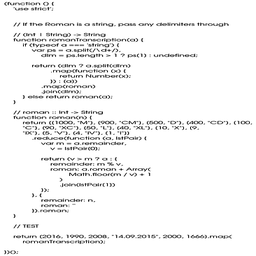 (function () {
'use strict';
// If the Roman is a string, pass any delimiters through
// (Int | String) -> String
function romanTranscription(a) {
if (typeof a === 'string') {
var ps = a.split(/\d+/),
dlm = ps.length > 1 ? ps[1] : undefined;
return (dlm ? a.split(dlm)
.map(function (x) {
return Number(x);
}) : [a])
.map(roman)
.join(dlm);
} else return roman(a);
}
// roman :: Int -> String
function roman(n) {
return [[1000, "M"], [900, "CM"], [500, "D"], [400, "CD"], [100,
"C"], [90, "XC"], [50, "L"], [40, "XL"], [10, "X"], [9,
"IX"], [5, "V"], [4, "IV"], [1, "I"]]
.reduce(function (a, lstPair) {
var m = a.remainder,
v = lstPair[0];
return (v > m ? a : {
remainder: m % v,
roman: a.roman + Array(
Math.floor(m / v) + 1
)
.join(lstPair[1])
});
}, {
remainder: n,
roman: ''
}).roman;
}
// TEST
return [2016, 1990, 2008, "14.09.2015", 2000, 1666].map(
romanTranscription);
})();